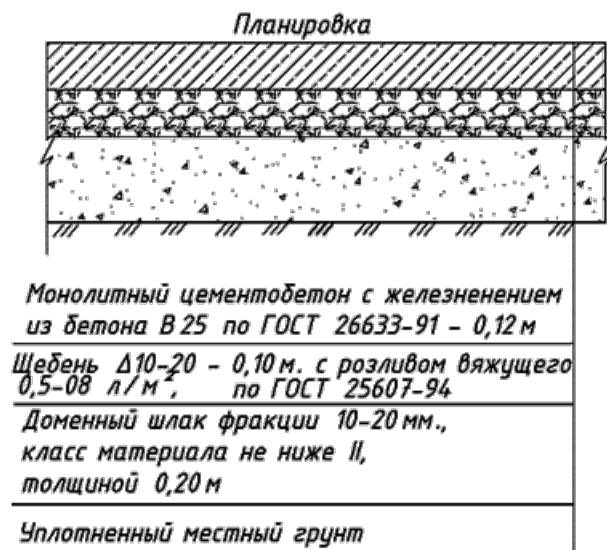 Планировка
Монолитный цементобетон с железненением
из бетона В 25 по ГОСТ 26633-91 - 0,12 м
Щебень Δ10-20 - 0,10 м. с розливом вяжущего
0,5-08 л/м², по ГОСТ 25607-94
Доменный шлак фракции 10-20 мм.,
класс материала не ниже II,
толщиной 0,20 м
Уплотненный местный грунт